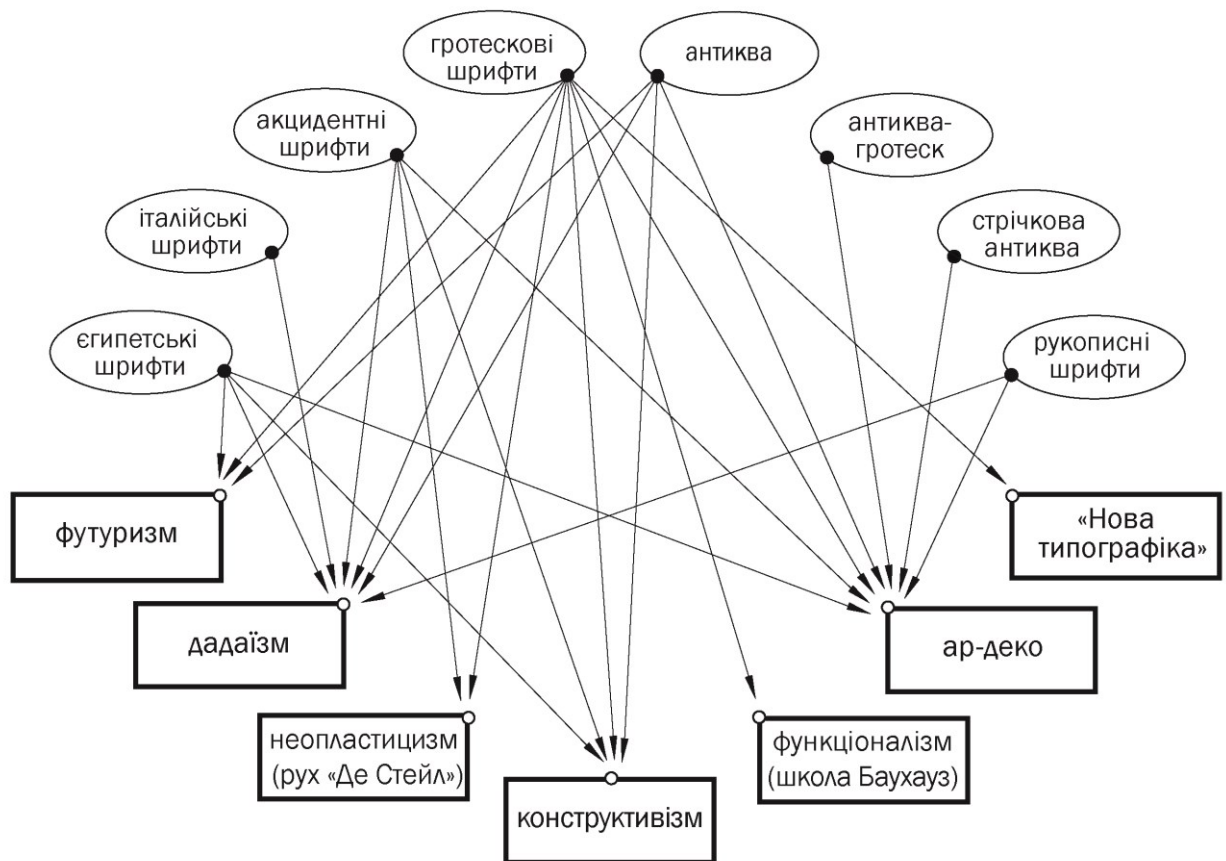 гротескові
шрифти
антиква
акцидентні
шрифти
антиква-
гротеск
італійські
шрифти
стрічкова
антиква
єгипетські
шрифти
рукописні
шрифти
футуризм
«Нова
типографіка»
дадаїзм
ар-деко
неопластицизм
(рух «Де Стейл»)
функціоналізм
(школа Баухауз)
конструктивізм